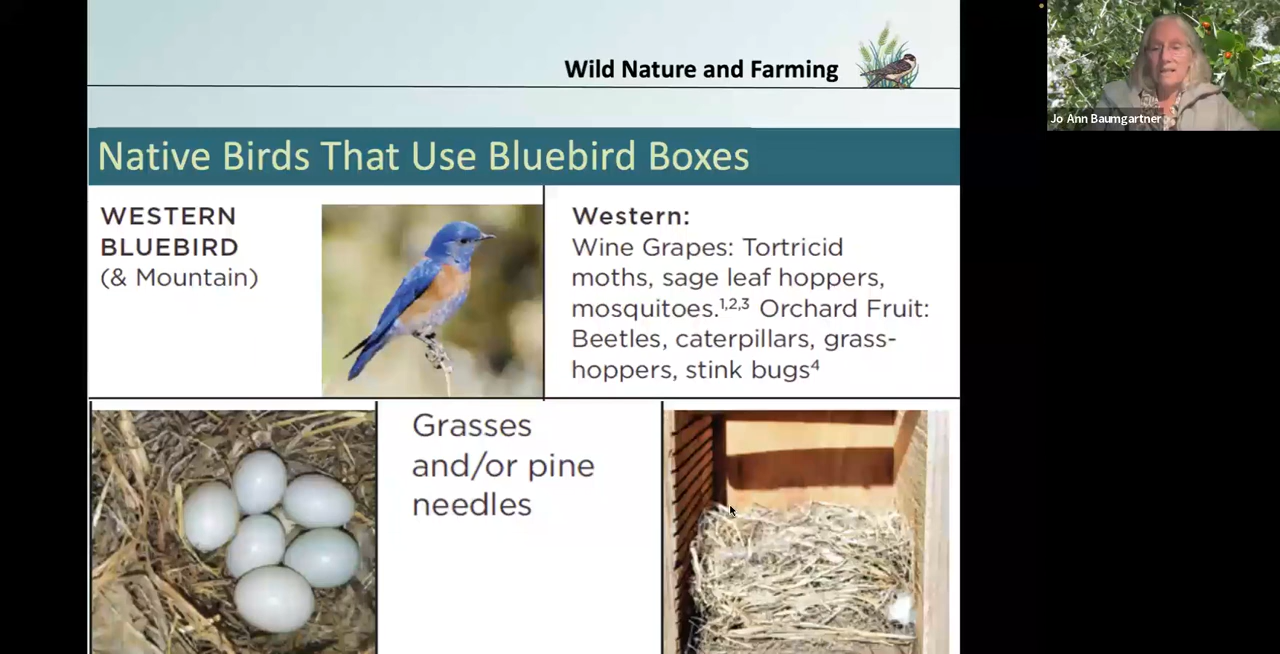 Wild Nature and Farming
Jo Ann Baumgartner
Native Birds That Use Bluebird Boxes
WESTERN
BLUEBIRD
(& Mountain)
Western:
Wine Grapes: Tortricid
moths, sage leaf hoppers,
mosquitoes.¹,²,³ Orchard Fruit:
Beetles, caterpillars, grass-
hoppers, stink bugs⁴
Grasses
and/or pine
needles